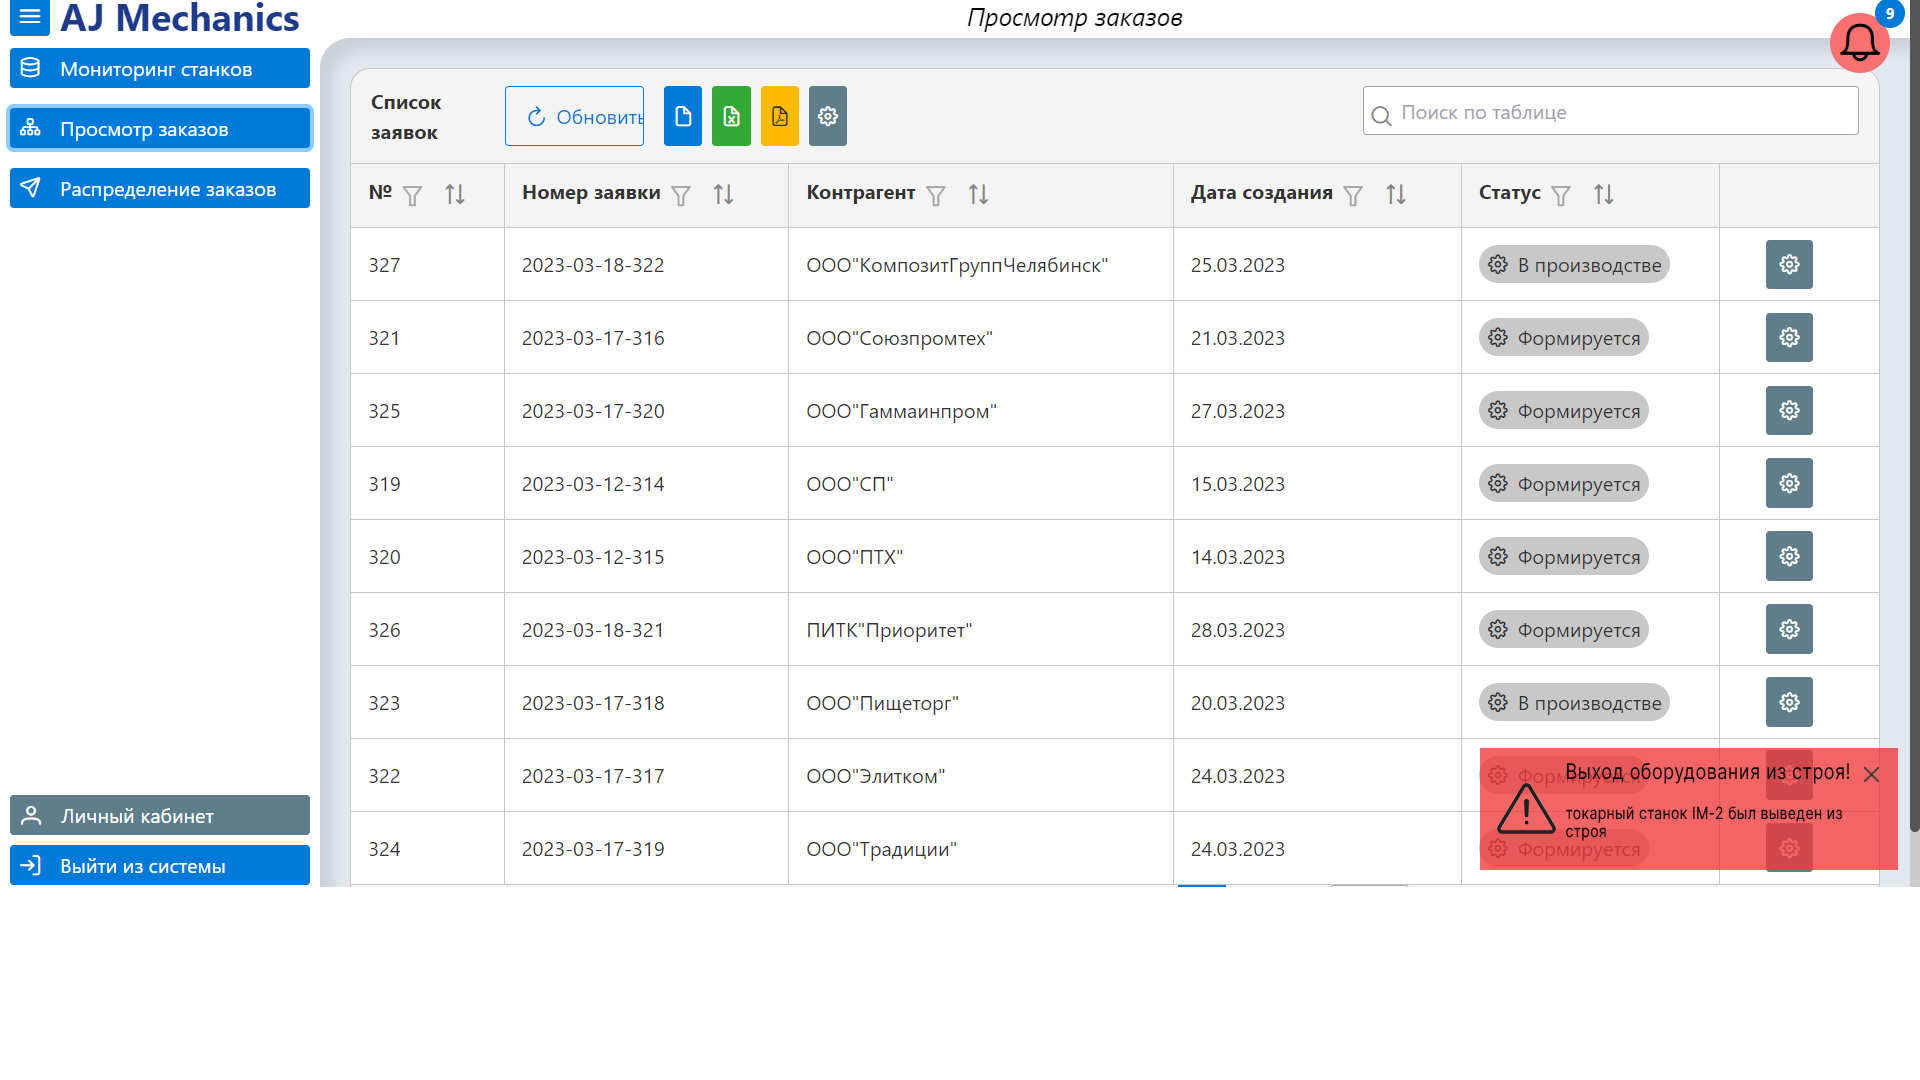 AJ Mechanics
Просмотр заказов
9
Мониторинг станков
Просмотр заказов
Распределение заказов
Список
заявок
Обновить
Поиск по таблице
№ Номер заявки Контрагент Дата создания Статус
327 2023-03-18-322 ООО"КомпозитГруппЧелябинск" 25.03.2023 В производстве
321 2023-03-17-316 ООО"Союзпромтех" 21.03.2023 Формируется
325 2023-03-17-320 ООО"Гаммаинпром" 27.03.2023 Формируется
319 2023-03-12-314 ООО"СП" 15.03.2023 Формируется
320 2023-03-12-315 ООО"ПТХ" 14.03.2023 Формируется
326 2023-03-18-321 ПИТК"Приоритет" 28.03.2023 Формируется
323 2023-03-17-318 ООО"Пищеторг" 20.03.2023 В производстве
322 2023-03-17-317 ООО"Элитком" 24.03.2023 Формируется
324 2023-03-17-319 ООО"Традиции" 24.03.2023 Формируется
Выход оборудования из строя!
токарный станок IM-2 был выведен из
строя
Личный кабинет
Выйти из системы